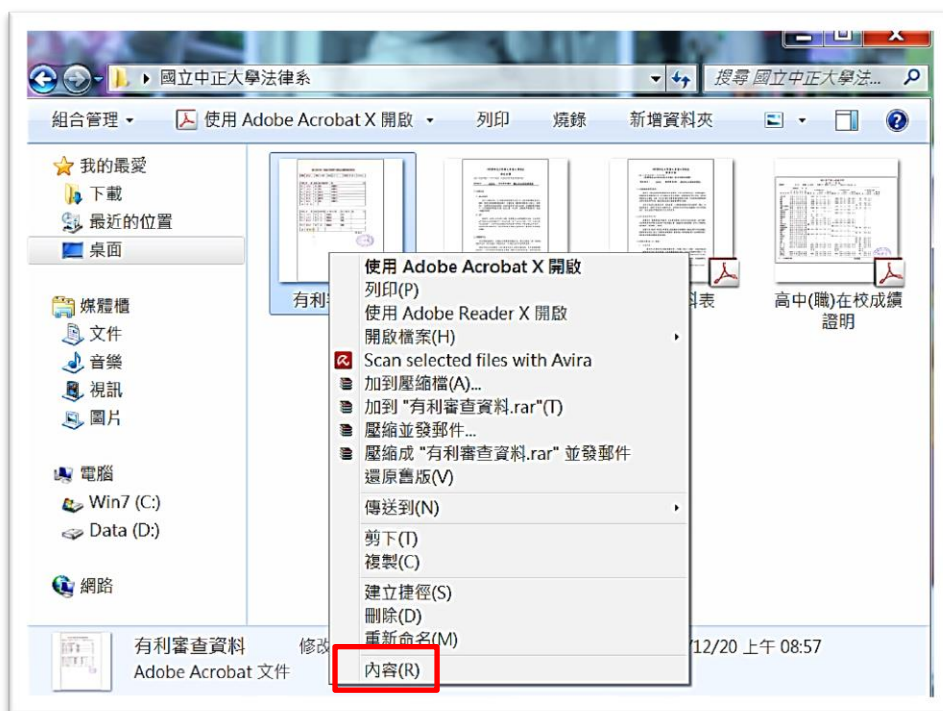 國立中正大學法律系
搜尋 國立中正大學法...
組合管理
使用 Adobe Acrobat X 開啟
列印
燒錄
新增資料夾
我的最愛
下載
最近的位置
桌面
媒體櫃
文件
音樂
視訊
圖片
電腦
Win7 (C:)
Data (D:)
網路
有利
料表
高中(職)在校成績
證明
使用 Adobe Acrobat X 開啟
列印(P)
使用 Adobe Reader X 開啟
開啟檔案(H)
Scan selected files with Avira
加到壓縮檔(A)...
加到 "有利審查資料.rar"(T)
壓縮並發郵件...
壓縮成 "有利審查資料.rar" 並發郵件
還原舊版(V)
傳送到(N)
剪下(T)
複製(C)
建立捷徑(S)
刪除(D)
重新命名(M)
內容(R)
有利審查資料
修改
/12/20 上午 08:57
Adobe Acrobat 文件